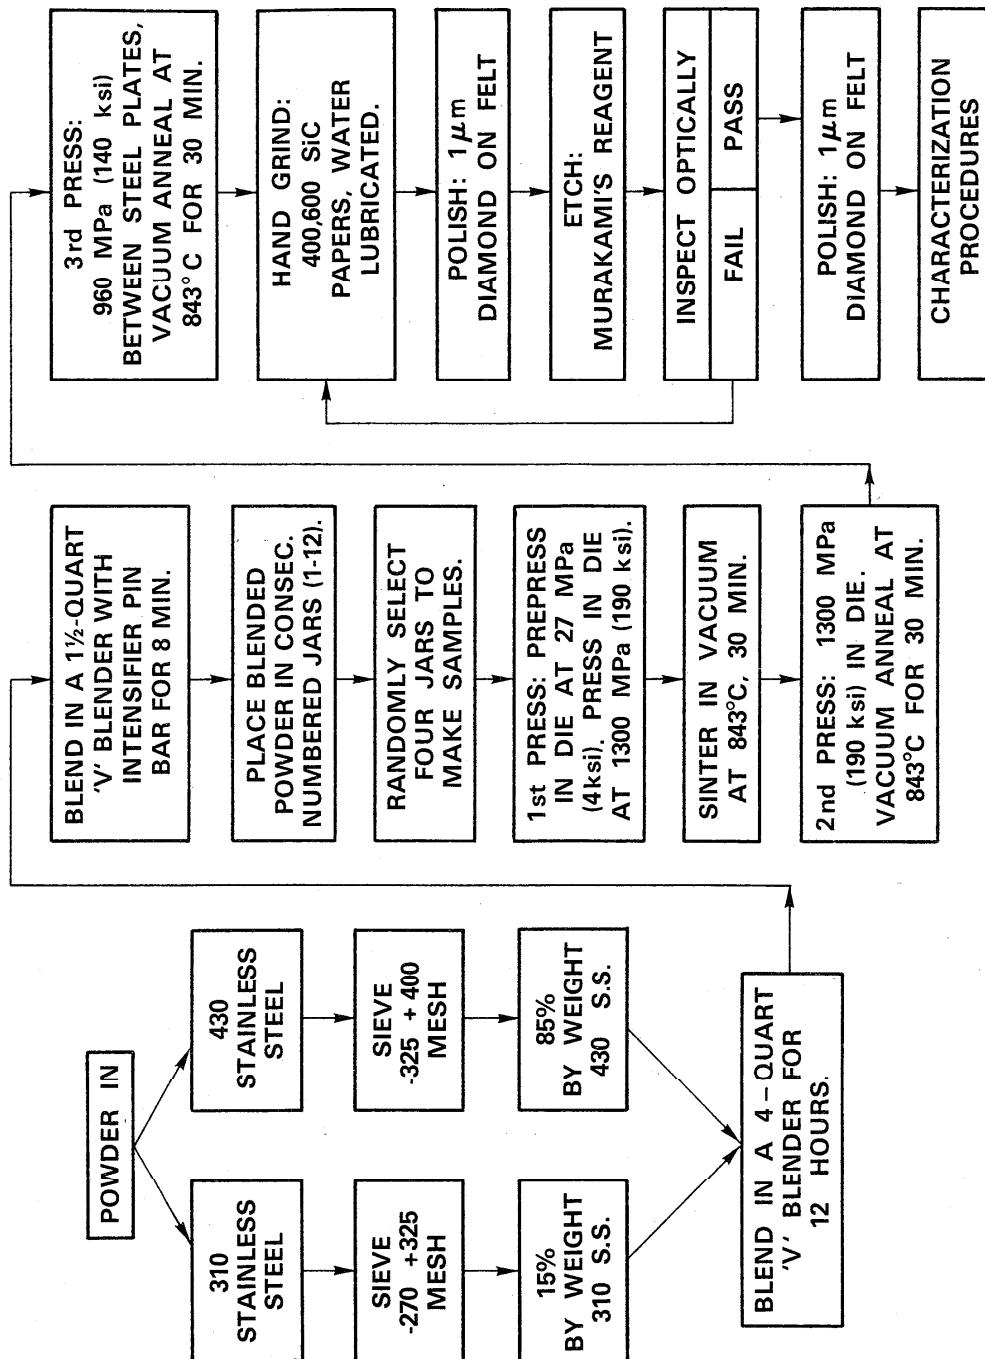 POWDER IN
310
STAINLESS
STEEL
430
STAINLESS
STEEL
SIEVE
-270 +325
MESH
SIEVE
-325 + 400
MESH
15%
BY WEIGHT
310 S.S.
85%
BY WEIGHT
430 S.S.
BLEND IN A 4-QUART
'V' BLENDER FOR
12 HOURS.
BLEND IN A 1½-QUART
'V' BLENDER WITH
INTENSIFIER PIN
BAR FOR 8 MIN.
PLACE BLENDED
POWDER IN CONSEC.
NUMBERED JARS (1-12).
RANDOMLY SELECT
FOUR JARS TO
MAKE SAMPLES.
1st PRESS: PREPRESS
IN DIE AT 27 MPa
(4ksi). PRESS IN DIE
AT 1300 MPa (190 ksi).
SINTER IN VACUUM
AT 843°C, 30 MIN.
2nd PRESS: 1300 MPa
(190 ksi) IN DIE.
VACUUM ANNEAL AT
843°C FOR 30 MIN.
3rd PRESS:
960 MPa (140 ksi)
BETWEEN STEEL PLATES,
VACUUM ANNEAL AT
843°C FOR 30 MIN.
HAND GRIND:
400,600 SiC
PAPERS, WATER
LUBRICATED.
POLISH: 1μm
DIAMOND ON FELT
ETCH:
MURAKAMI'S REAGENT
INSPECT OPTICALLY
FAIL PASS
POLISH: 1μm
DIAMOND ON FELT
CHARACTERIZATION
PROCEDURES